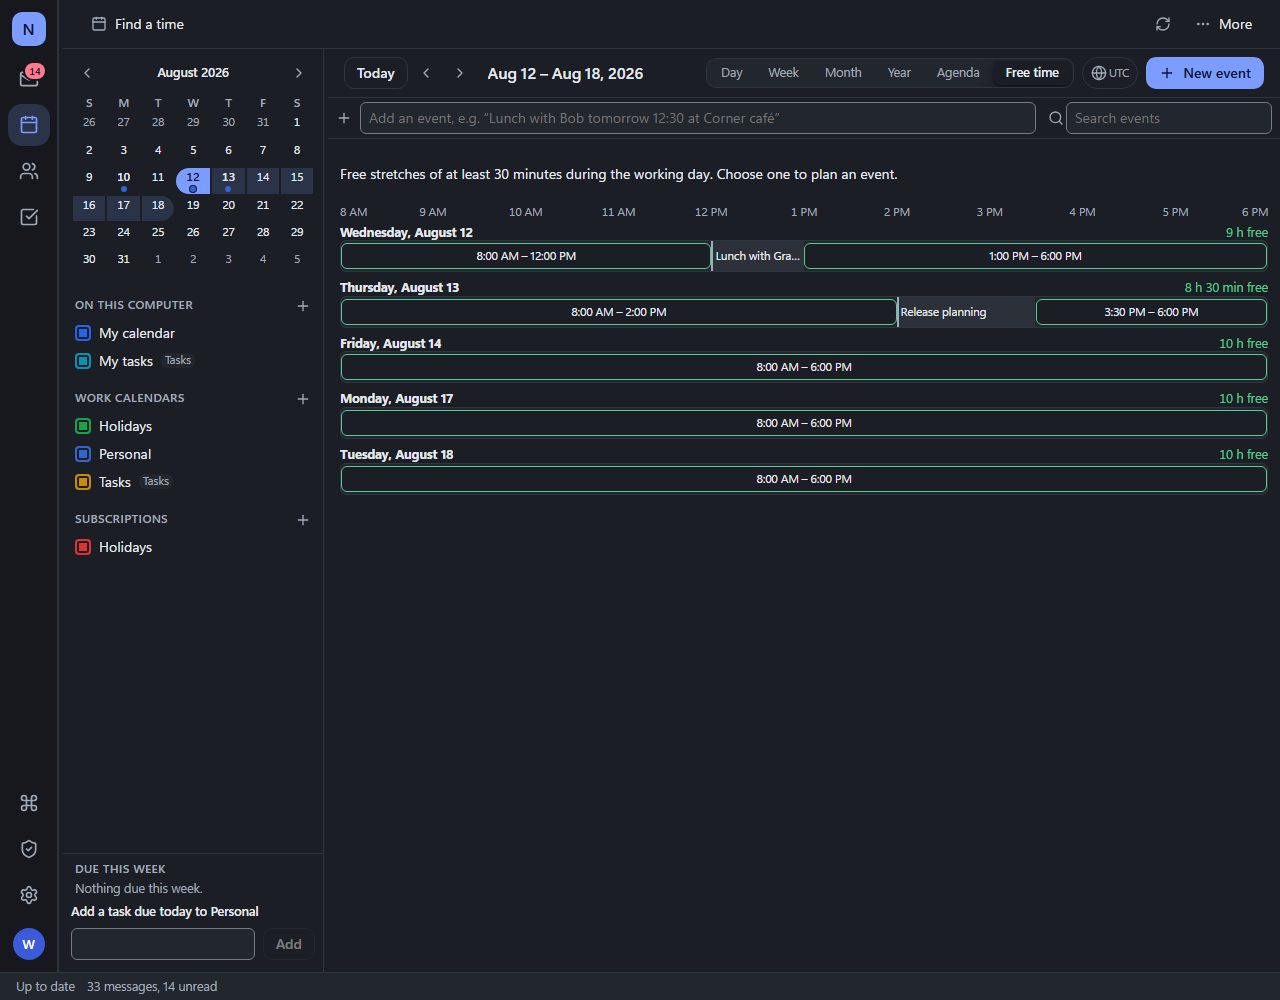 N
Find a time
More
14
August 2026
S M T W T F S
26 27 28 29 30 31 1
2 3 4 5 6 7 8
9 10 11 12 13 14 15
16 17 18 19 20 21 22
23 24 25 26 27 28 29
30 31 1 2 3 4 5
ON THIS COMPUTER
My calendar
My tasks Tasks
WORK CALENDARS
Holidays
Personal
Tasks Tasks
SUBSCRIPTIONS
Holidays
DUE THIS WEEK
Nothing due this week.
Add a task due today to Personal
Add
W
Today
Aug 12 – Aug 18, 2026
Day Week Month Year Agenda Free time
UTC
New event
Add an event, e.g. “Lunch with Bob tomorrow 12:30 at Corner café”
Search events
Free stretches of at least 30 minutes during the working day. Choose one to plan an event.
8 AM 9 AM 10 AM 11 AM 12 PM 1 PM 2 PM 3 PM 4 PM 5 PM 6 PM
Wednesday, August 12 9 h free
8:00 AM – 12:00 PM Lunch with Gra... 1:00 PM – 6:00 PM
Thursday, August 13 8 h 30 min free
8:00 AM – 2:00 PM Release planning 3:30 PM – 6:00 PM
Friday, August 14 10 h free
8:00 AM – 6:00 PM
Monday, August 17 10 h free
8:00 AM – 6:00 PM
Tuesday, August 18 10 h free
8:00 AM – 6:00 PM
Up to date 33 messages, 14 unread